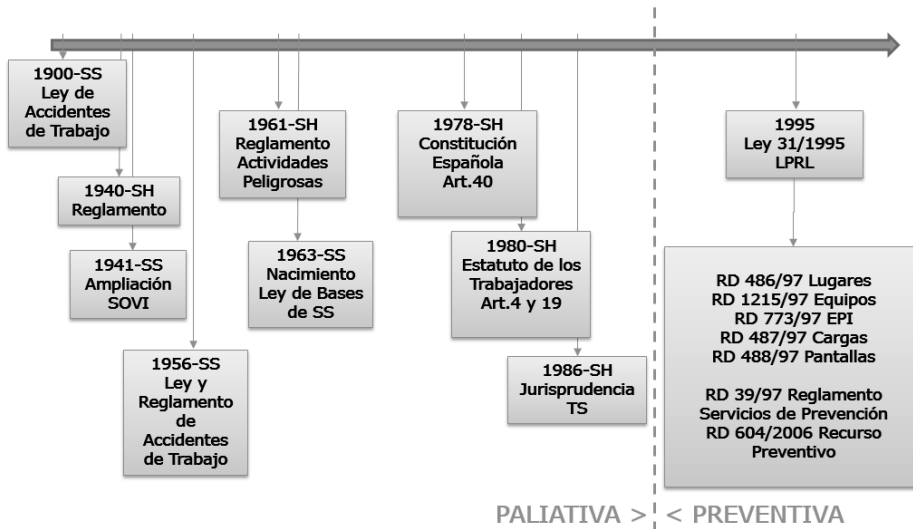 1900-SS
Ley de
Accidentes
de Trabajo
1940-SH
Reglamento
1941-SS
Ampliación
SOVI
1956-SS
Ley y
Reglamento
de
Accidentes
de Trabajo
1961-SH
Reglamento
Actividades
Peligrosas
1963-SS
Nacimiento
Ley de Bases
de SS
1978-SH
Constitución
Española
Art.40
1980-SH
Estatuto de los
Trabajadores
Art.4 y 19
1986-SH
Jurisprudencia
TS
1995
Ley 31/1995
LPRL
RD 486/97 Lugares
RD 1215/97 Equipos
RD 773/97 EPI
RD 487/97 Cargas
RD 488/97 Pantallas
RD 39/97 Reglamento
Servicios de Prevención
RD 604/2006 Recurso
Preventivo
PALIATIVA > < PREVENTIVA